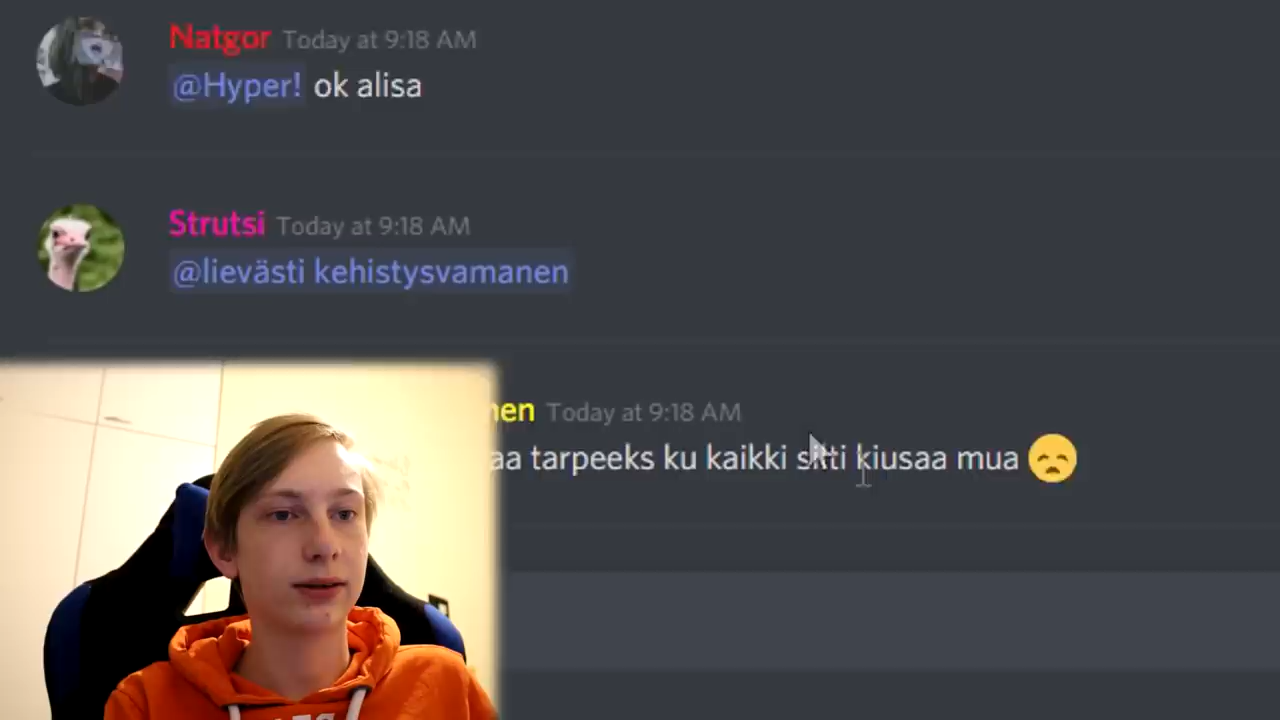 Natgor Today at 9:18 AM
@Hyper! ok alisa
Strutsi Today at 9:18 AM
@lievästi kehistysvamanen
nen Today at 9:18 AM
aa tarpeeks ku kaikki siiti kiusaa mua